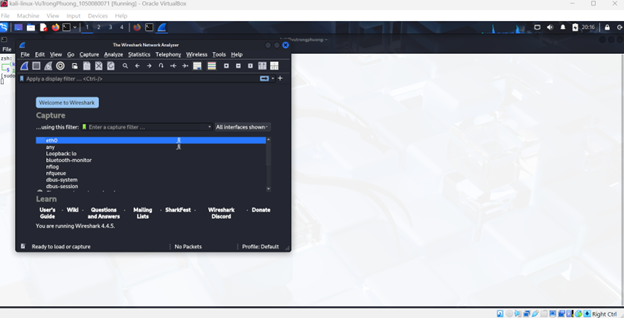 kali-linux-VuTrongPhuong_1050080071 [Running] - Oracle VirtualBox
File Machine View Input Devices Help
1 2 3 4
20:16
The Wireshark Network Analyzer
File Edit View Go Capture Analyze Statistics Telephony Wireless Tools Help
Apply a display filter ...
Welcome to Wireshark
Capture
...using this filter: Enter a capture filter ... All interfaces shown
eth0
any
Loopback: lo
bluetooth-monitor
nflog
nfqueue
dbus-system
dbus-session
Learn
User's Guide · Wiki · Questions and Answers · Mailing Lists · SharkFest · Wireshark Discord · Donate
You are running Wireshark 4.4.5.
Ready to load or capture No Packets Profile: Default
Right Ctrl